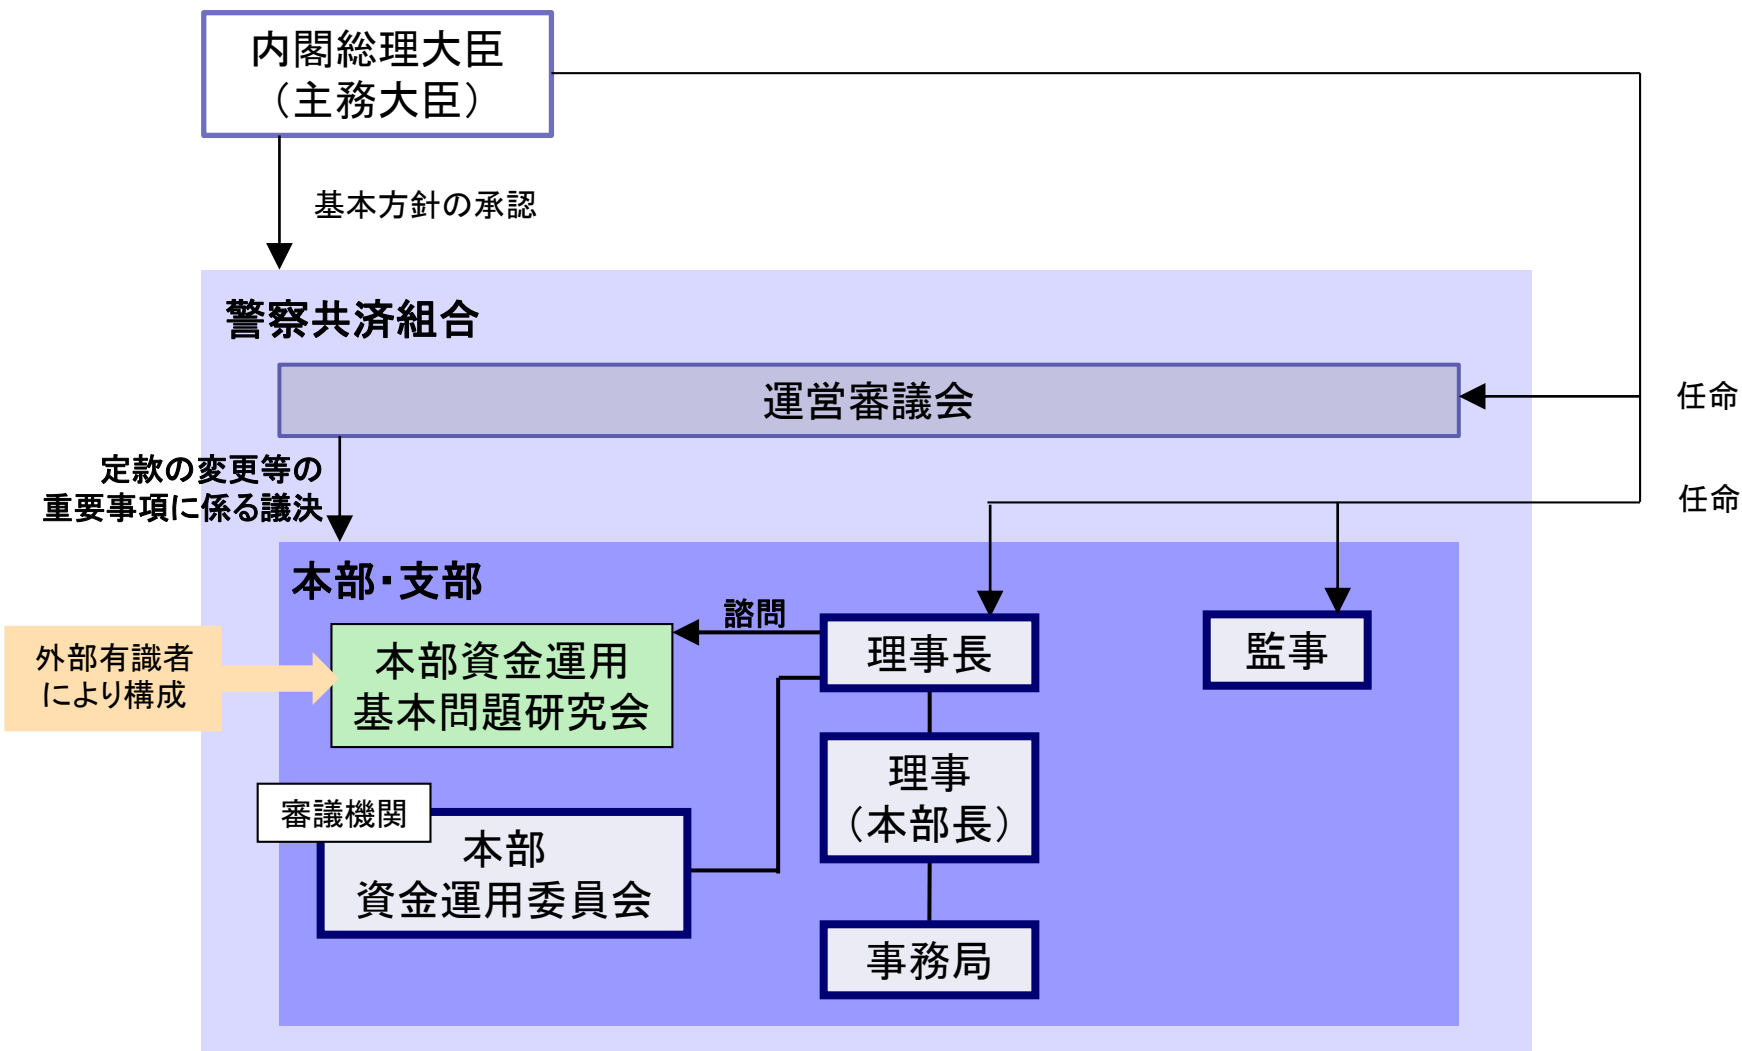 内閣総理大臣
（主務大臣）
基本方針の承認
警察共済組合
運営審議会
任命
定款の変更等の
重要事項に係る議決
任命
本部・支部
諮問
理事長
監事
外部有識者
により構成
本部資金運用
基本問題研究会
理事
（本部長）
審議機関
本部
資金運用委員会
事務局